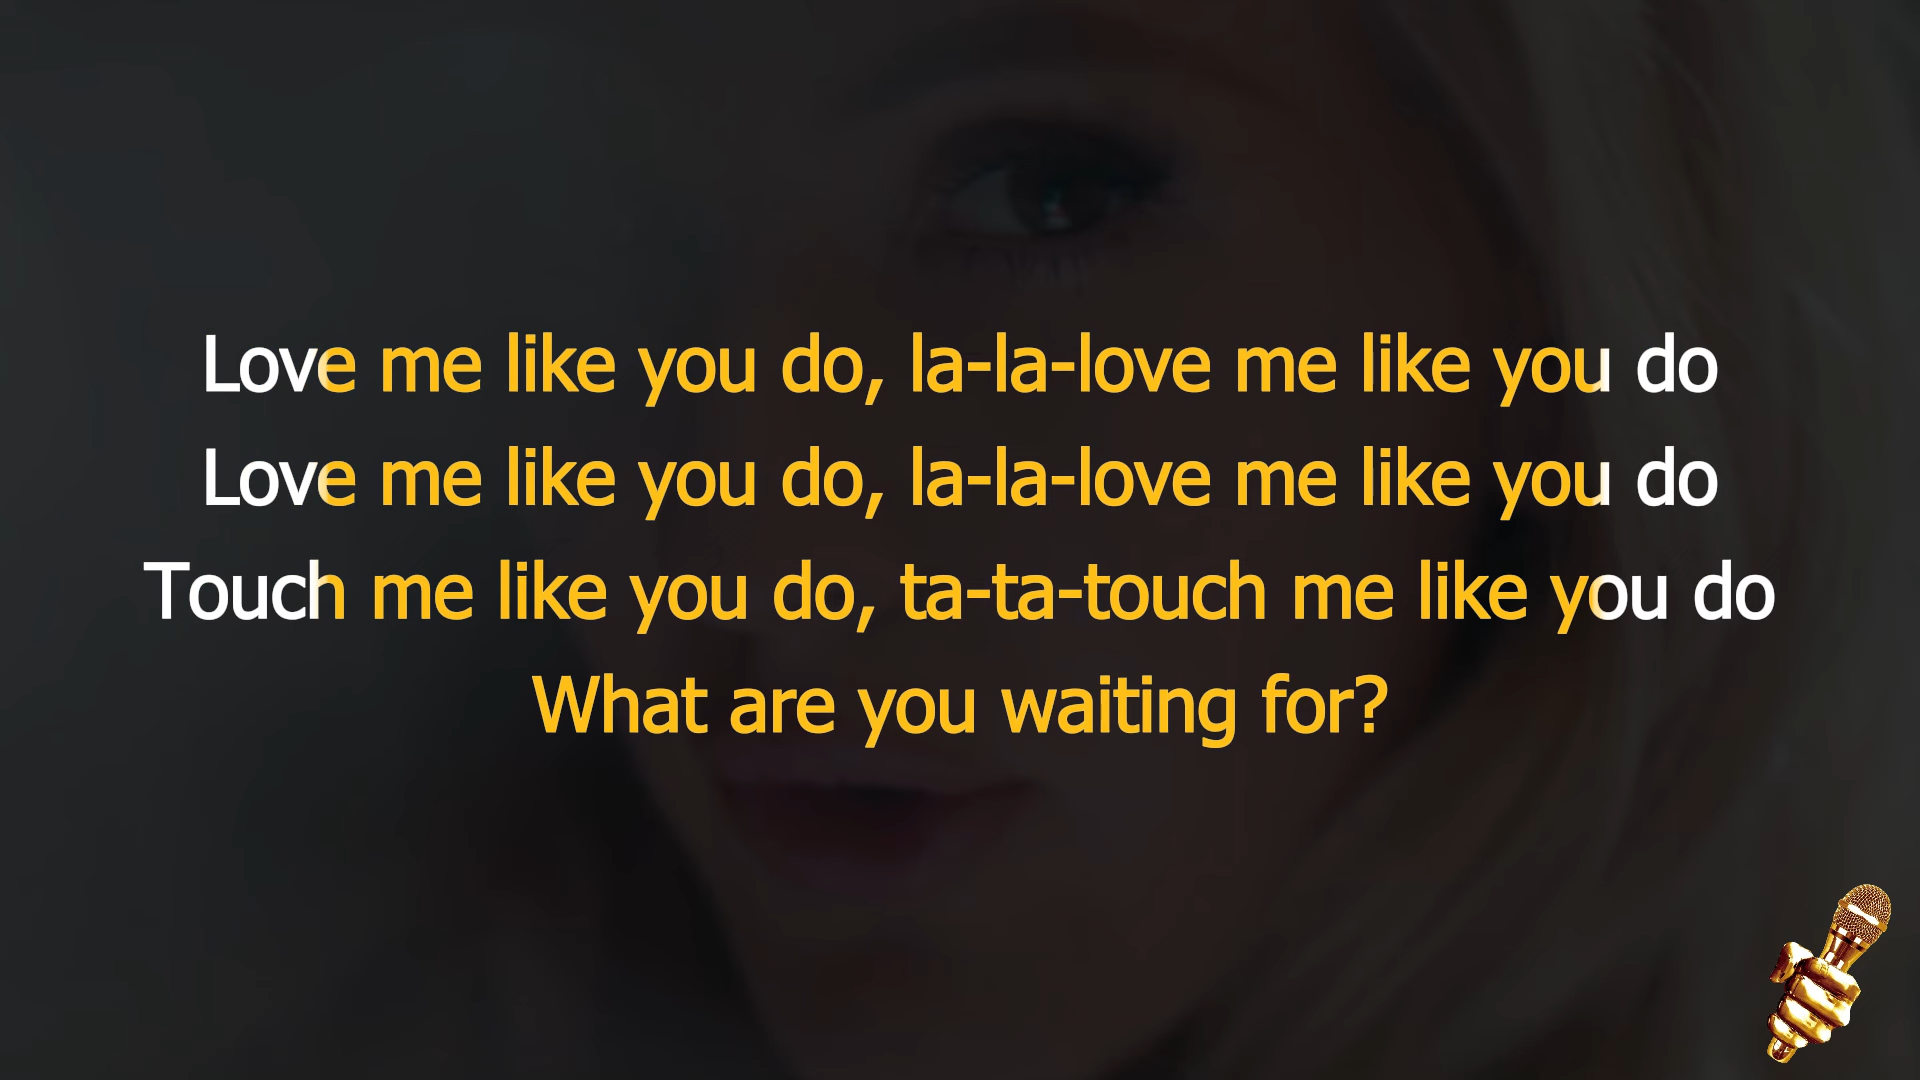 Love me like you do, la-la-love me like you do
Love me like you do, la-la-love me like you do
Touch me like you do, ta-ta-touch me like you do
What are you waiting for?